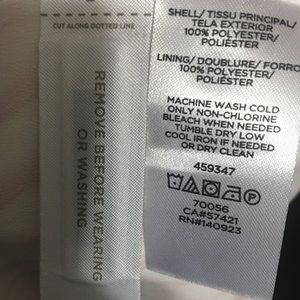 CUT ALONG DOTTED LINE
REMOVE BEFORE WEARING
OR WASHING
SHELL/ TISSU PRINCIPAL/
TELA EXTERIOR
100% POLYESTER/
POLIÉSTER
LINING/ DOUBLURE/ FORRO
100% POLYESTER/
POLIÉSTER
MACHINE WASH COLD
ONLY NON-CHLORINE
BLEACH WHEN NEEDED
TUMBLE DRY LOW
COOL IRON IF NEEDED
OR DRY CLEAN
459347
70056
CA#57421
RN#140923